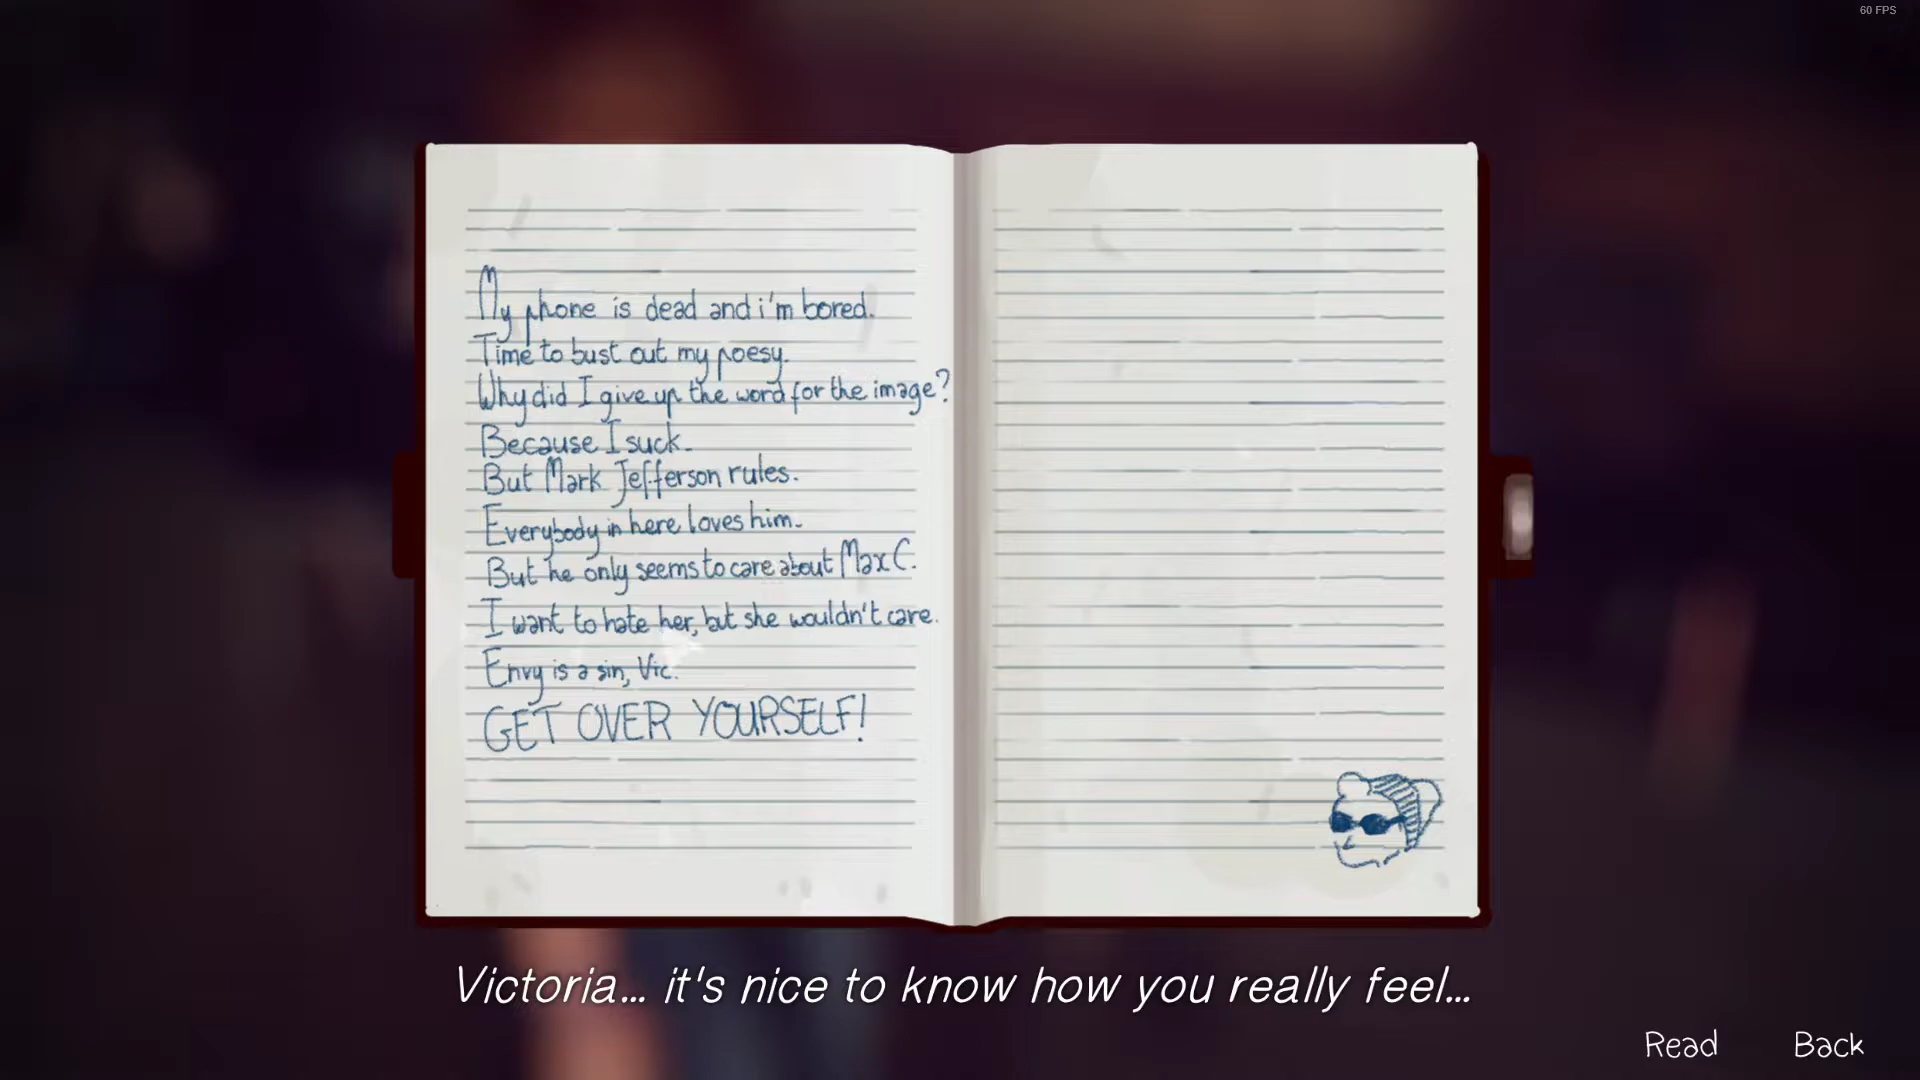 60 FPS
My phone is dead and i'm bored.
Time to bust out my poesy.
Why did I give up the word for the image?
Because I suck.
But Mark Jefferson rules.
Everybody in here loves him.
But he only seems to care about Max C.
I want to hate her, but she wouldn't care.
Envy is a sin, Vic.
GET OVER YOURSELF!
Victoria... it's nice to know how you really feel...
Read Back